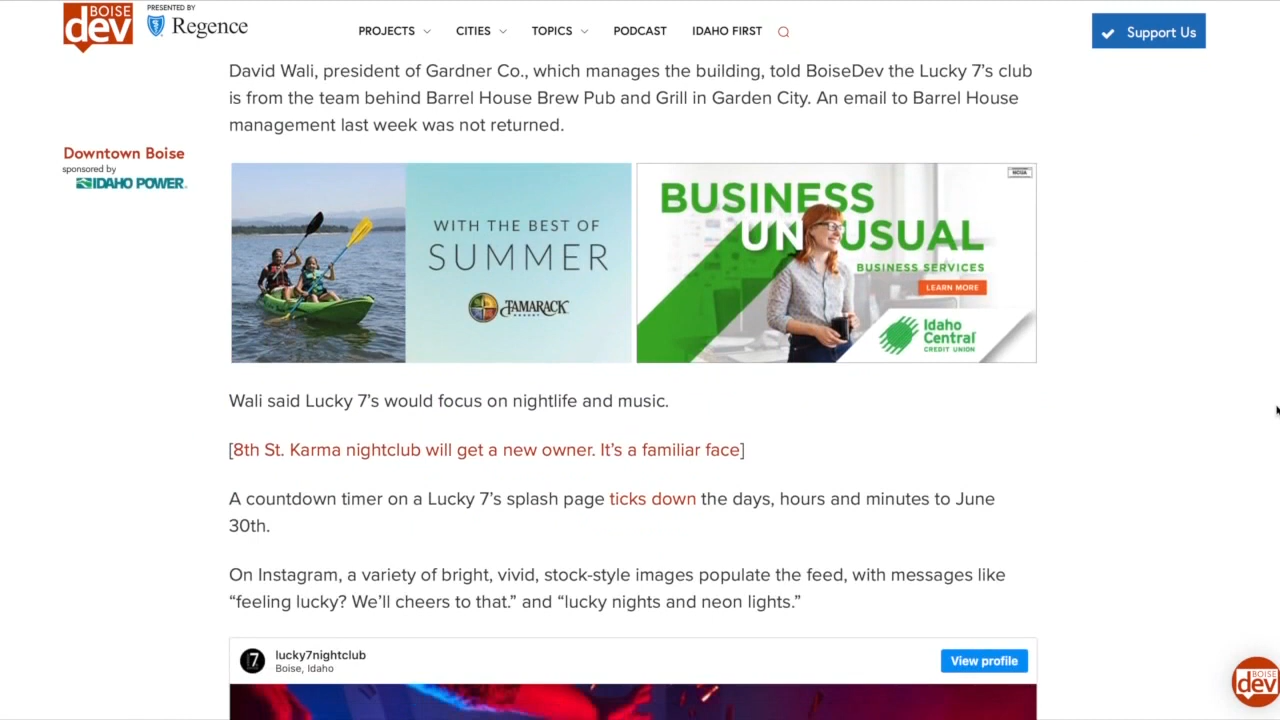 BOISE
dev
PRESENTED BY
Regence
PROJECTS
CITIES
TOPICS
PODCAST
IDAHO FIRST
Support Us
David Wali, president of Gardner Co., which manages the building, told BoiseDev the Lucky 7’s club
is from the team behind Barrel House Brew Pub and Grill in Garden City. An email to Barrel House
management last week was not returned.
Downtown Boise
sponsored by
IDAHO POWER.
WITH THE BEST OF
SUMMER
TAMARACK
RESORT
NCUA
BUSINESS
UNUSUAL
BUSINESS SERVICES
LEARN MORE
Idaho
Central
CREDIT UNION
Wali said Lucky 7’s would focus on nightlife and music.
[8th St. Karma nightclub will get a new owner. It’s a familiar face]
A countdown timer on a Lucky 7’s splash page ticks down the days, hours and minutes to June
30th.
On Instagram, a variety of bright, vivid, stock-style images populate the feed, with messages like
“feeling lucky? We’ll cheers to that.” and “lucky nights and neon lights.”
7
lucky7nightclub
Boise, Idaho
View profile
BOISE
dev